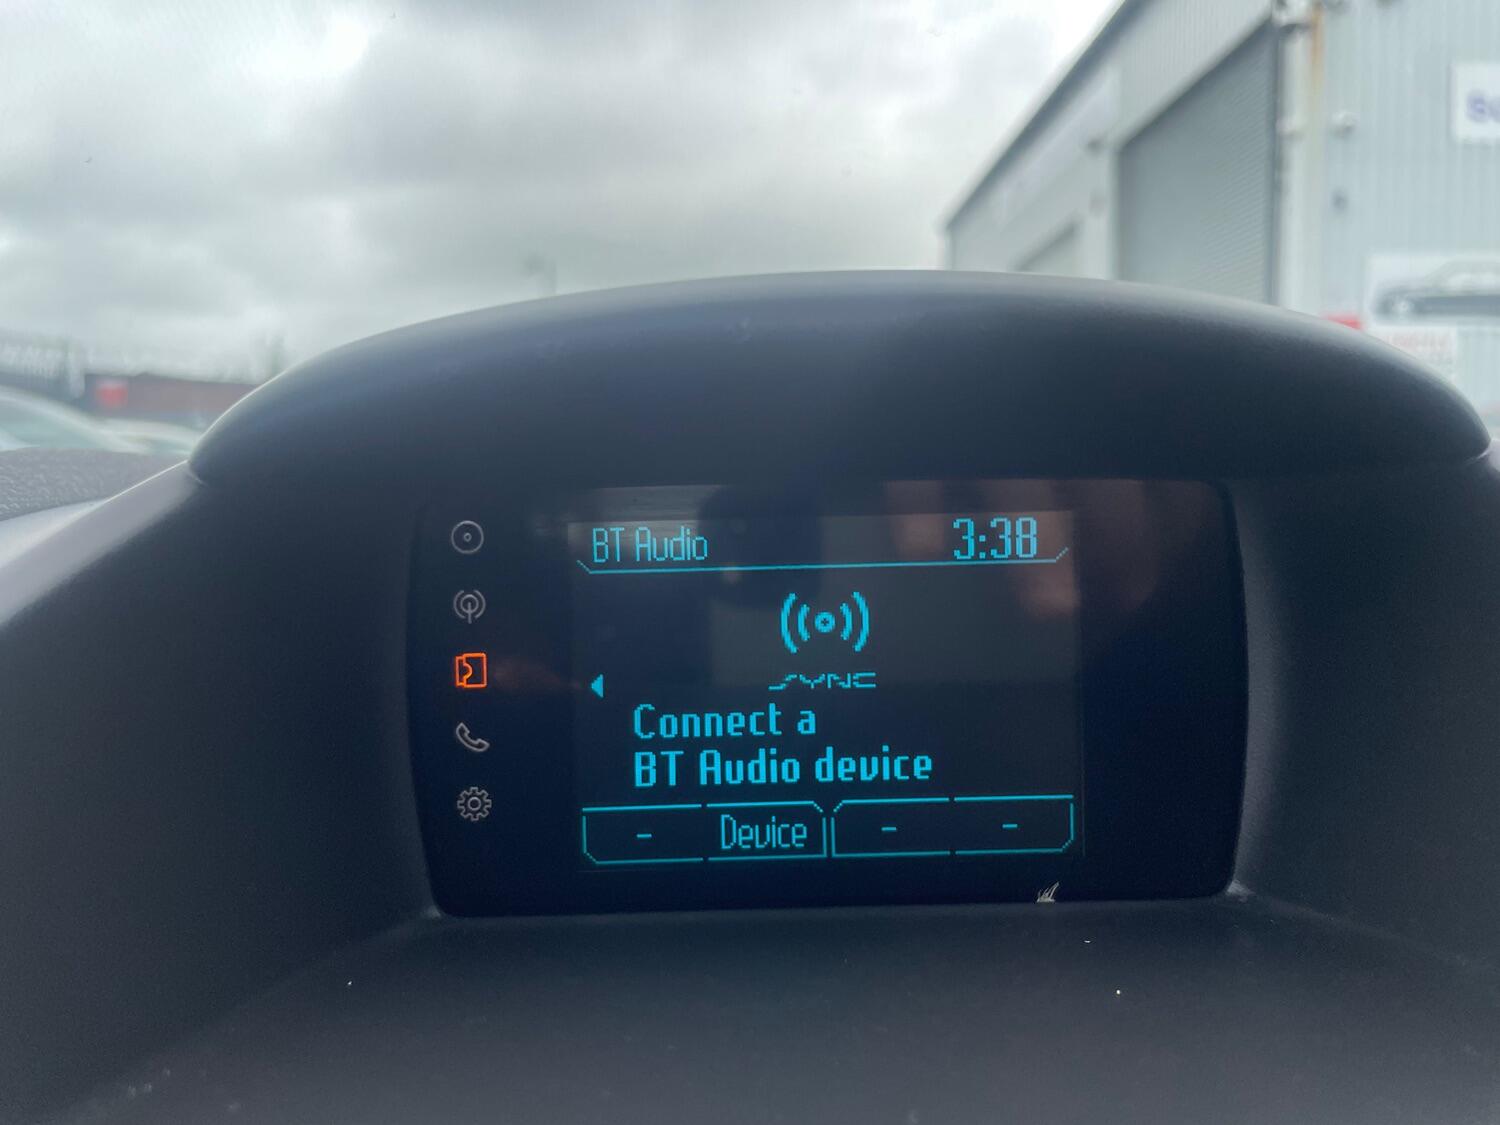 BT Audio 3:38
SYNC
Connect a
BT Audio device
- Device - -